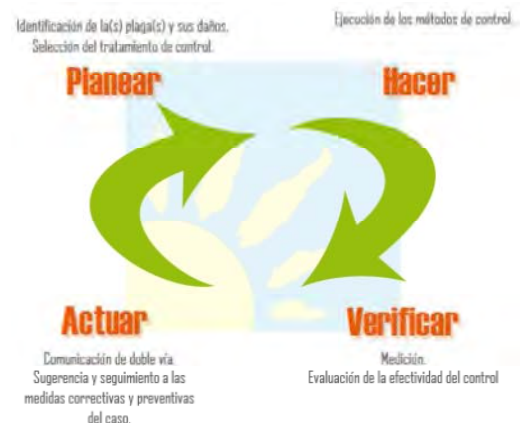 Identificación de la(s) plaga(s) y sus daños.
Selección del tratamiento de control.
Planear
Ejecución de los métodos de control.
Hacer
Actuar
Comunicación de doble vía.
Sugerencia y seguimiento a las
medidas correctivas y preventivas
del caso.
Verificar
Medición.
Evaluación de la efectividad del control